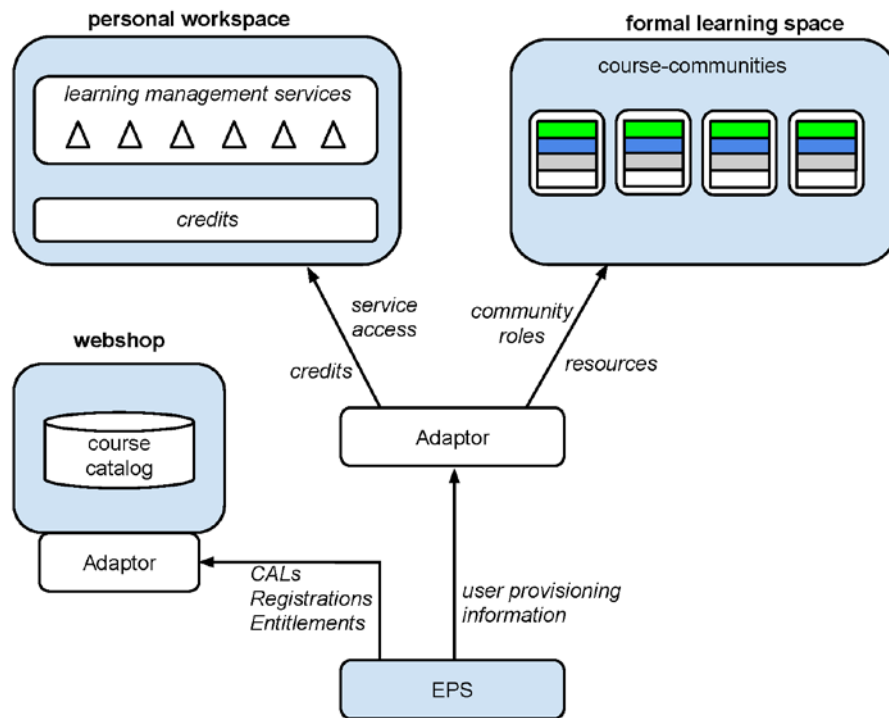 personal workspace
formal learning space
learning management services
credits
course-communities
service
access
credits
community
roles
resources
webshop
course
catalog
Adaptor
Adaptor
CALs
Registrations
Entitlements
user provisioning
information
EPS